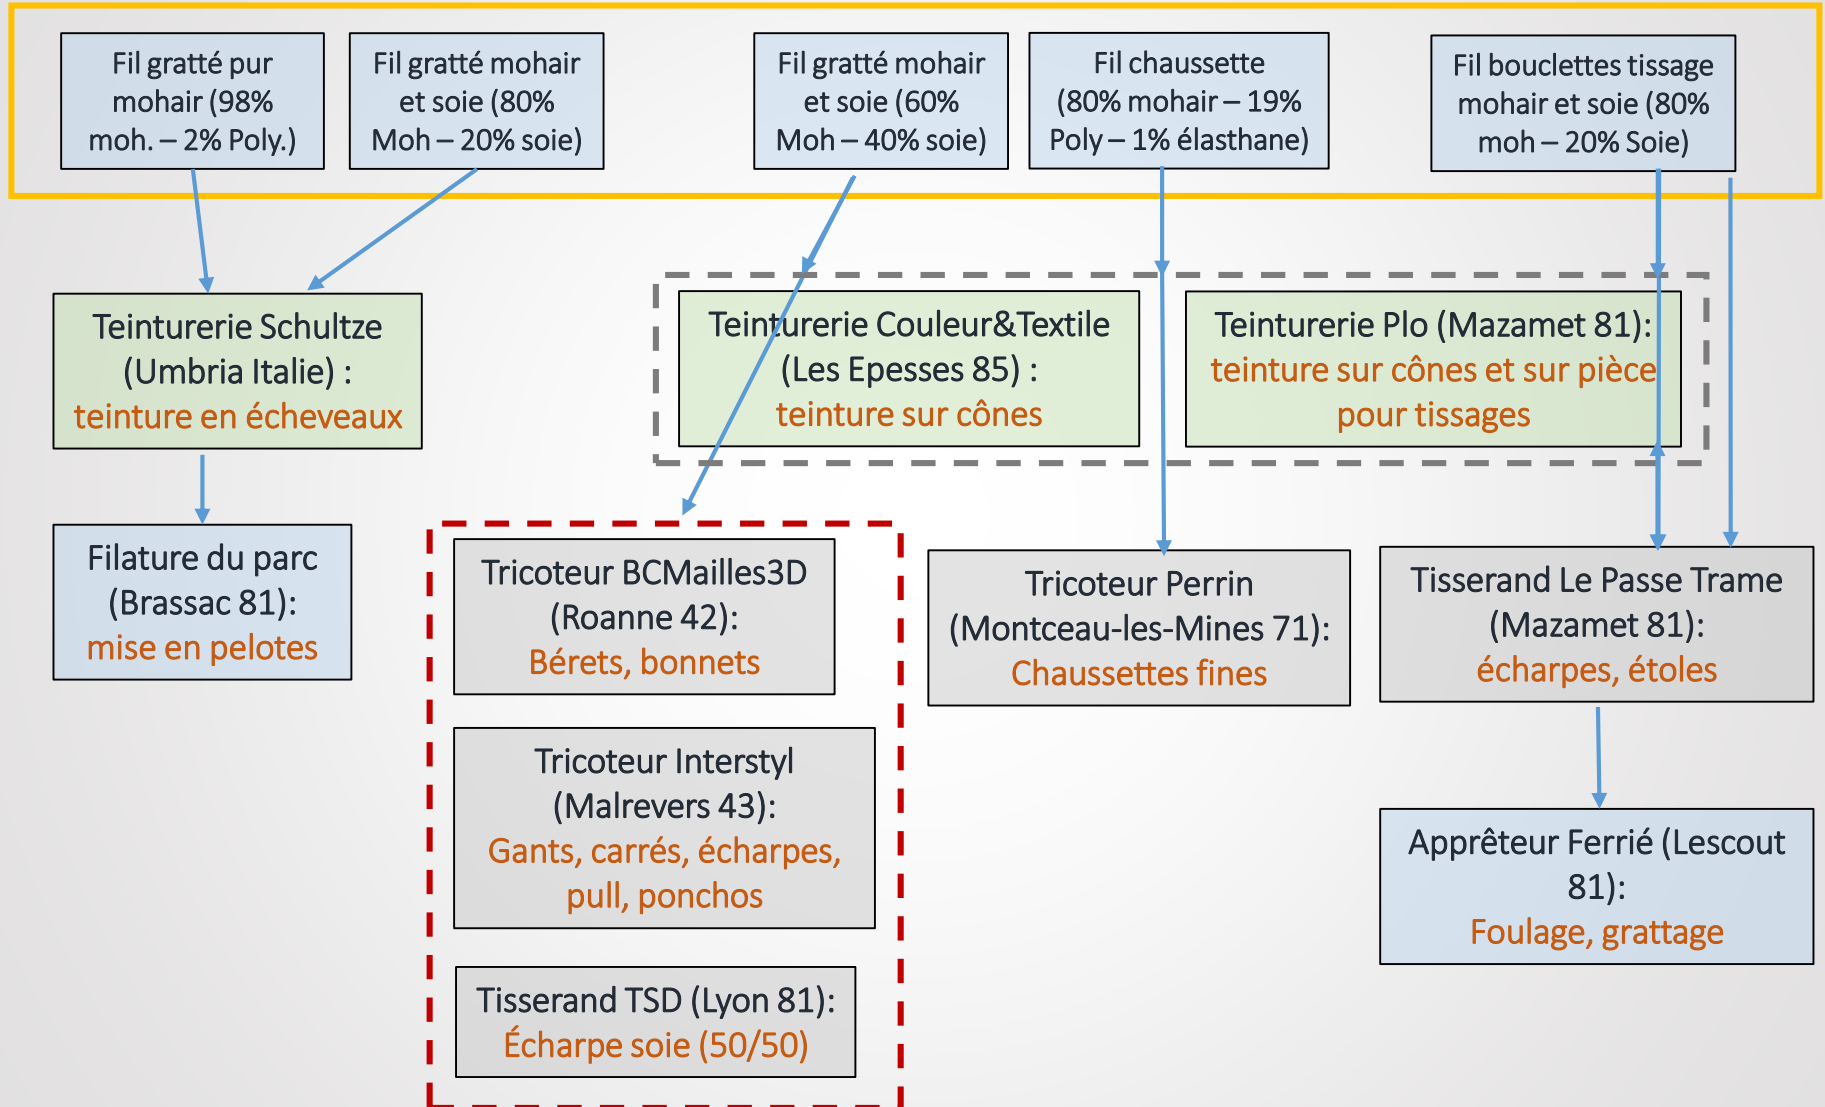 Fil gratté pur
mohair (98%
moh. – 2% Poly.)
Fil gratté mohair
et soie (80%
Moh – 20% soie)
Fil gratté mohair
et soie (60%
Moh – 40% soie)
Fil chaussette
(80% mohair – 19%
Poly – 1% élasthane)
Fil bouclettes tissage
mohair et soie (80%
moh – 20% Soie)
Teinturerie Schultze
(Umbria Italie) :
teinture en écheveaux
Teinturerie Couleur&Textile
(Les Epesses 85) :
teinture sur cônes
Teinturerie Plo (Mazamet 81):
teinture sur cônes et sur pièce
pour tissages
Filature du parc
(Brassac 81):
mise en pelotes
Tricoteur BCMailles3D
(Roanne 42):
Bérets, bonnets
Tricoteur Perrin
(Montceau-les-Mines 71):
Chaussettes fines
Tisserand Le Passe Trame
(Mazamet 81):
écharpes, étoles
Tricoteur Interstyl
(Malrevers 43):
Gants, carrés, écharpes,
pull, ponchos
Apprêteur Ferrié (Lescout
81):
Foulage, grattage
Tisserand TSD (Lyon 81):
Écharpe soie (50/50)